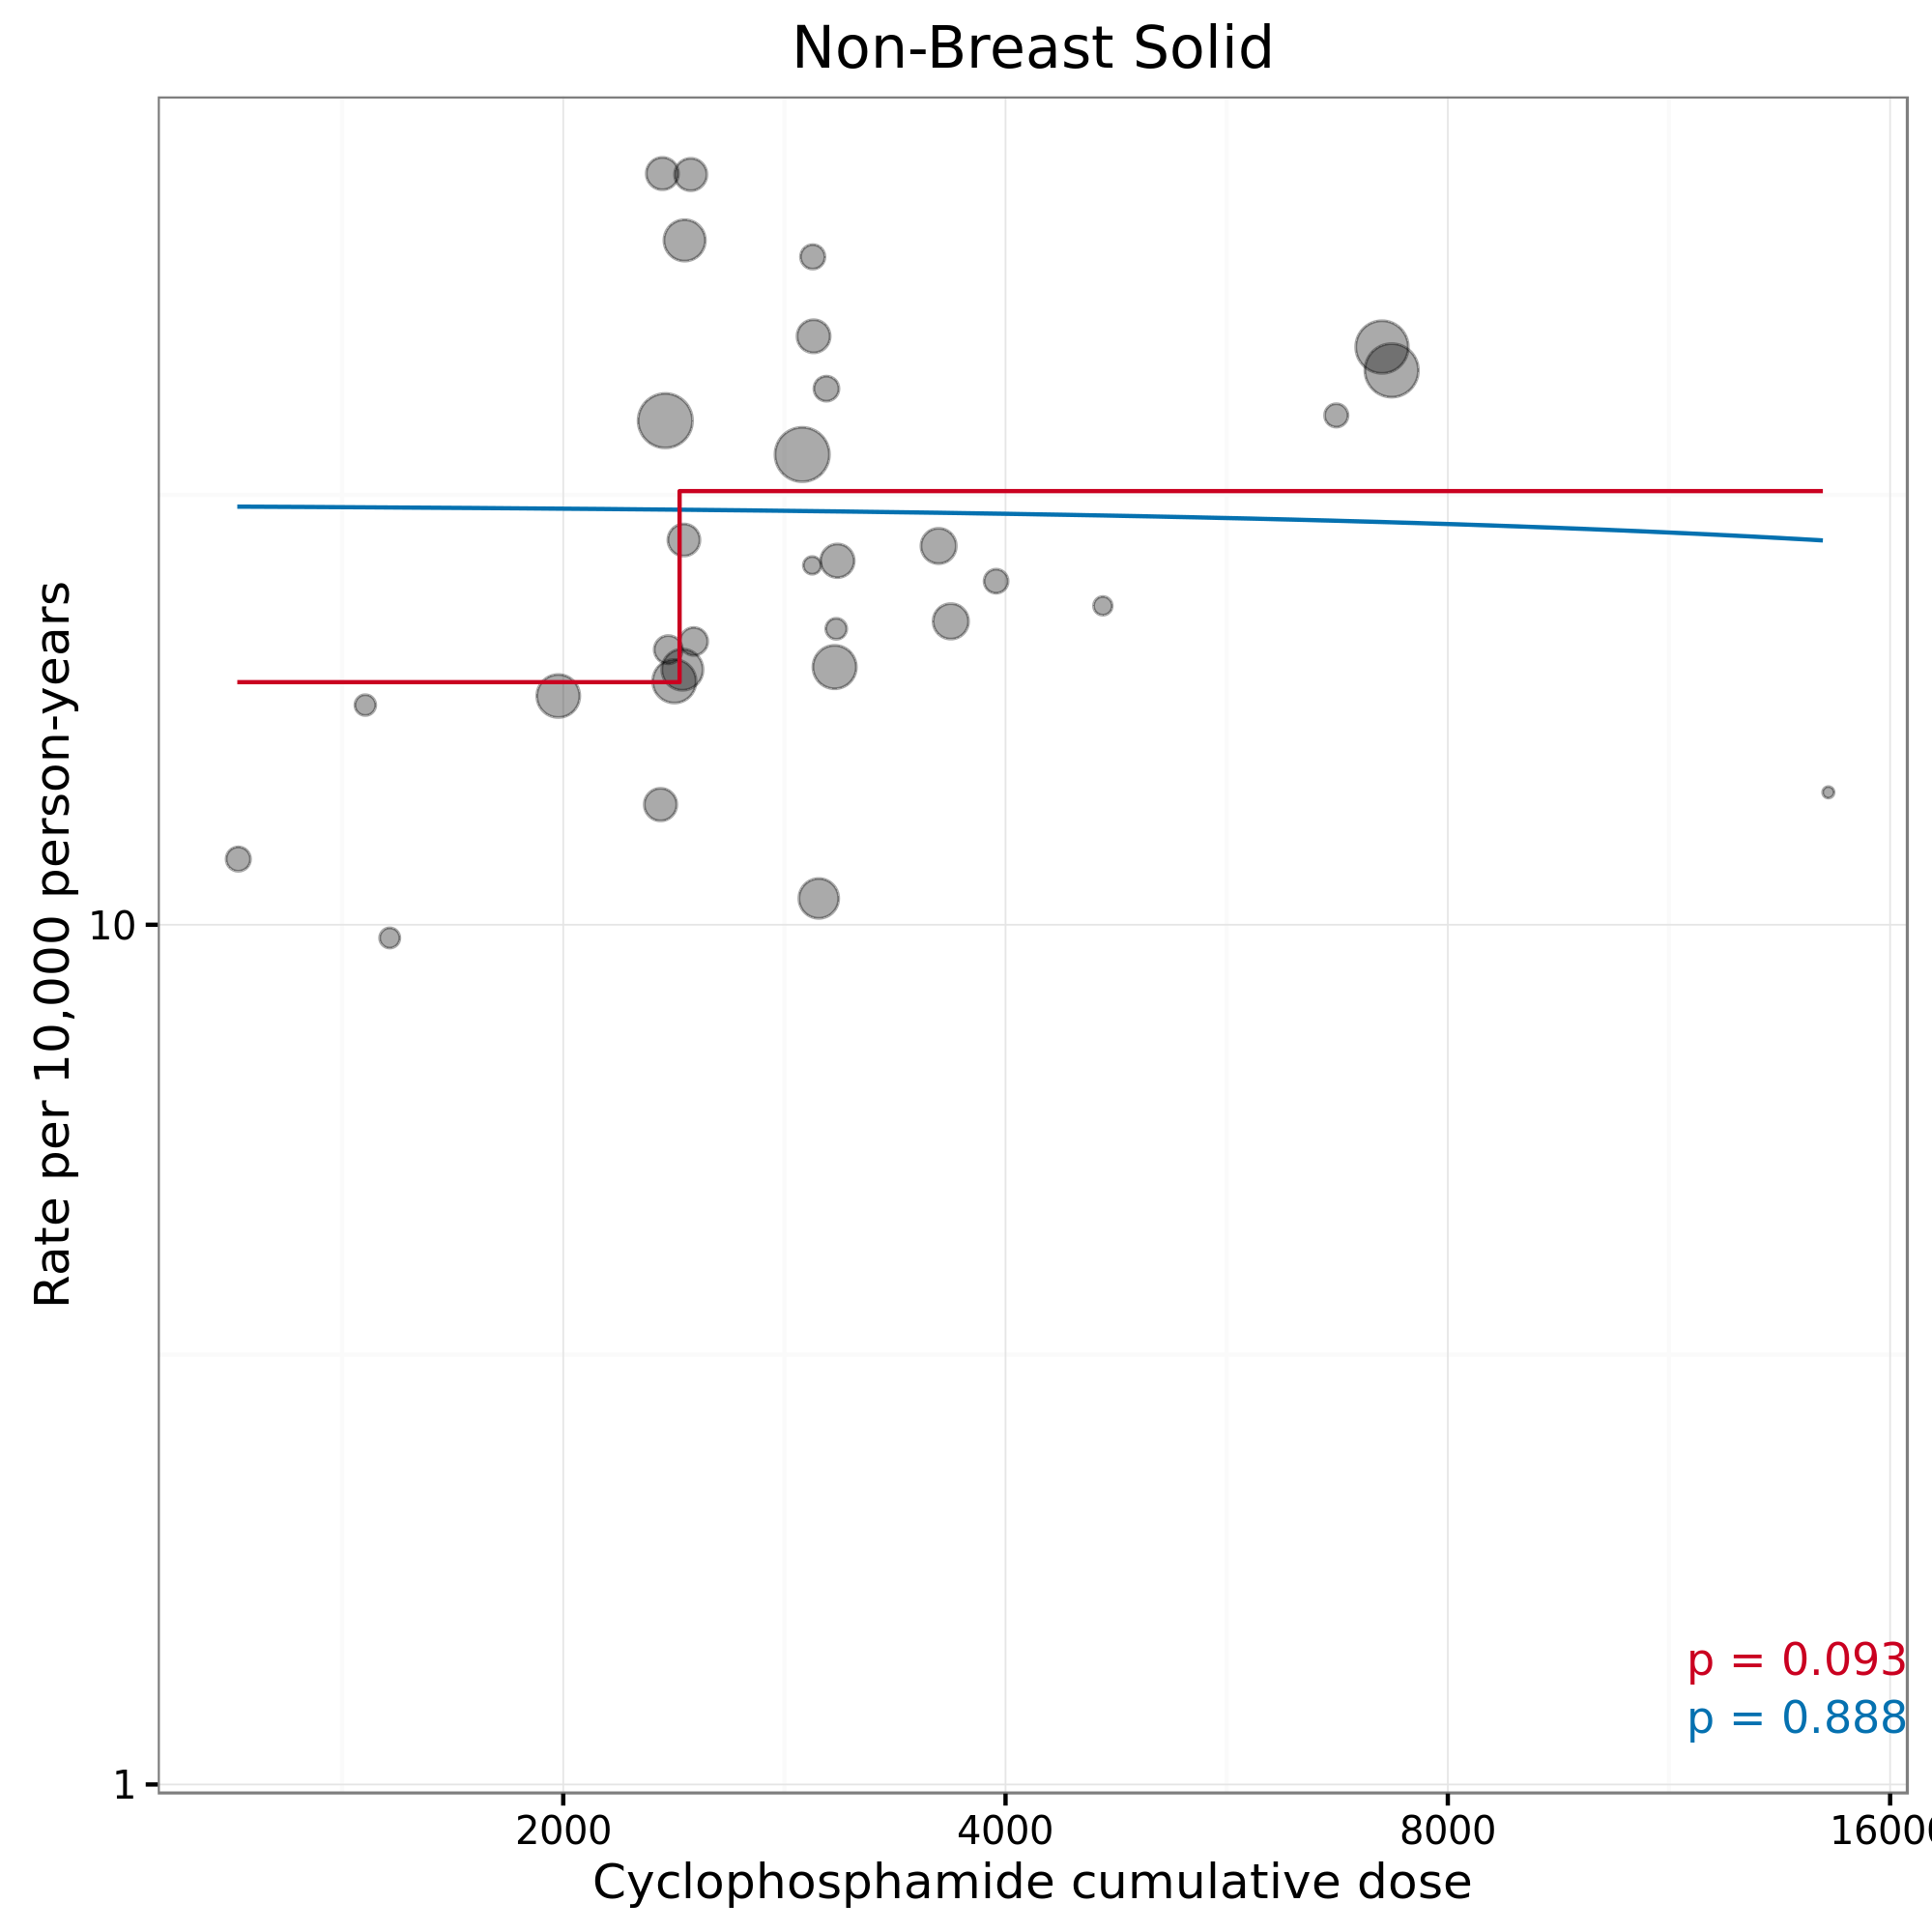 Non-Breast Solid
Rate per 10,000 person-years
10
1
p = 0.093
p = 0.888
2000
4000
8000
16000
Cyclophosphamide cumulative dose